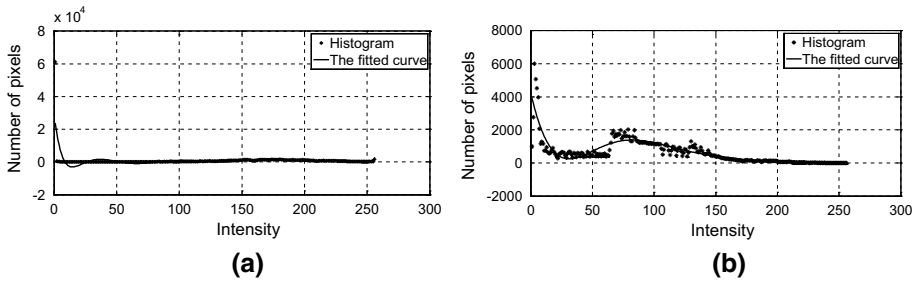 x 10⁴
8
6
4
2
0
-2
Number of pixels
0 50 100 150 200 250 300
Intensity
Histogram
The fitted curve
(a)
8000
6000
4000
2000
0
-2000
Number of pixels
0 50 100 150 200 250 300
Intensity
Histogram
The fitted curve
(b)